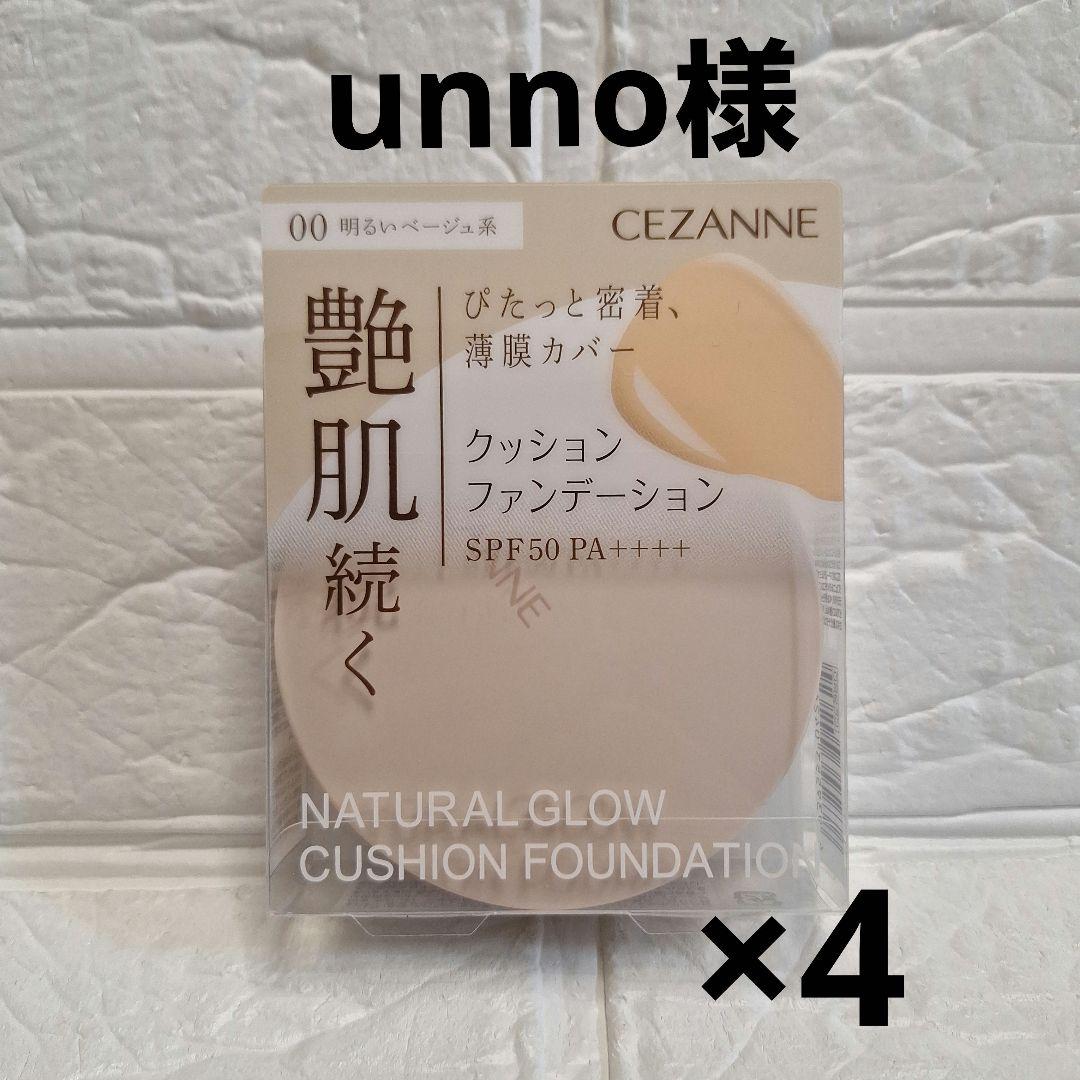 unno様
00 明るいベージュ系
CEZANNE
艶肌続く
ぴたっと密着、
薄膜カバー
クッション
ファンデーション
SPF50 PA++++
NNE
NATURAL GLOW
CUSHION FOUNDATION
×4